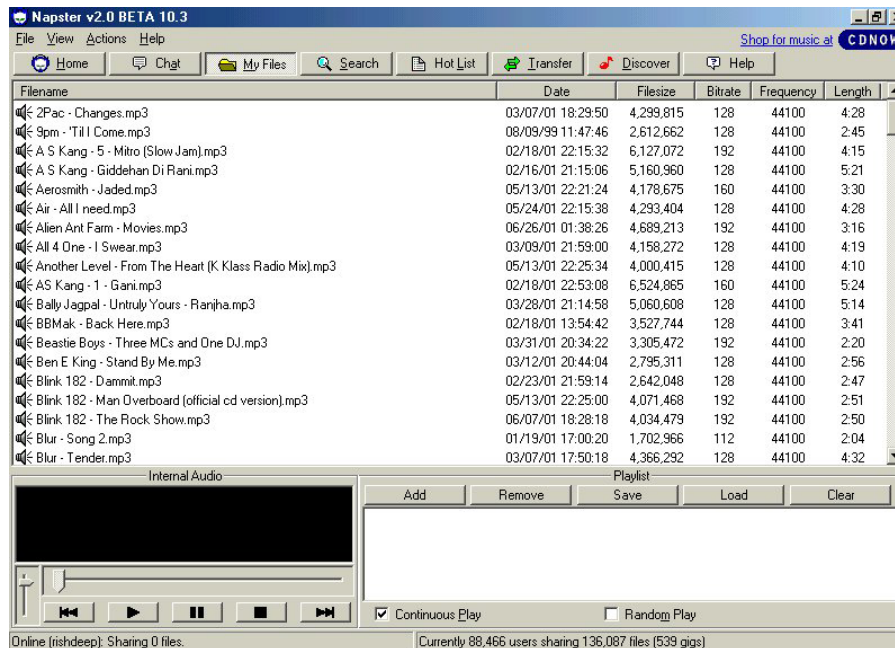 Napster v2.0 BETA 10.3
File View Actions Help Shop for music at CDNOW
Home Chat My Files Search Hot List Transfer Discover Help
Filename Date Filesize Bitrate Frequency Length
2Pac - Changes.mp3 03/07/01 18:29:50 4,299,815 128 44100 4:28
9pm - 'Til I Come.mp3 08/09/99 11:47:46 2,612,662 128 44100 2:45
A S Kang - 5 - Mitro (Slow Jam).mp3 02/18/01 22:15:32 6,127,072 192 44100 4:15
A S Kang - Giddehan Di Rani.mp3 02/16/01 21:15:06 5,160,960 128 44100 5:21
Aerosmith - Jaded.mp3 05/13/01 22:21:24 4,178,675 160 44100 3:30
Air - All I need.mp3 05/24/01 22:15:38 4,293,404 128 44100 4:28
Alien Ant Farm - Movies.mp3 06/26/01 01:38:26 4,689,213 192 44100 3:16
All 4 One - I Swear.mp3 03/09/01 21:59:00 4,158,272 128 44100 4:19
Another Level - From The Heart (K Klass Radio Mix).mp3 05/13/01 22:25:34 4,000,415 128 44100 4:10
AS Kang - 1 - Gani.mp3 02/18/01 22:53:08 6,524,865 160 44100 5:24
Bally Jagpal - Untruly Yours - Ranjha.mp3 03/28/01 21:14:58 5,060,608 128 44100 5:14
BBMak - Back Here.mp3 02/18/01 13:54:42 3,527,744 128 44100 3:41
Beastie Boys - Three MCs and One DJ.mp3 03/31/01 20:34:22 3,305,472 192 44100 2:20
Ben E King - Stand By Me.mp3 03/12/01 20:44:04 2,795,311 128 44100 2:56
Blink 182 - Dammit.mp3 02/23/01 21:59:14 2,642,048 128 44100 2:47
Blink 182 - Man Overboard (official cd version).mp3 05/13/01 22:25:00 4,071,468 192 44100 2:51
Blink 182 - The Rock Show.mp3 06/07/01 18:28:18 4,034,479 192 44100 2:50
Blur - Song 2.mp3 01/19/01 17:00:20 1,702,966 112 44100 2:04
Blur - Tender.mp3 03/07/01 17:50:18 4,366,292 128 44100 4:32
Internal Audio Playlist
Add Remove Save Load Clear
Continuous Play Random Play
Online (rishdeep): Sharing 0 files. Currently 88,466 users sharing 136,087 files (539 gigs)